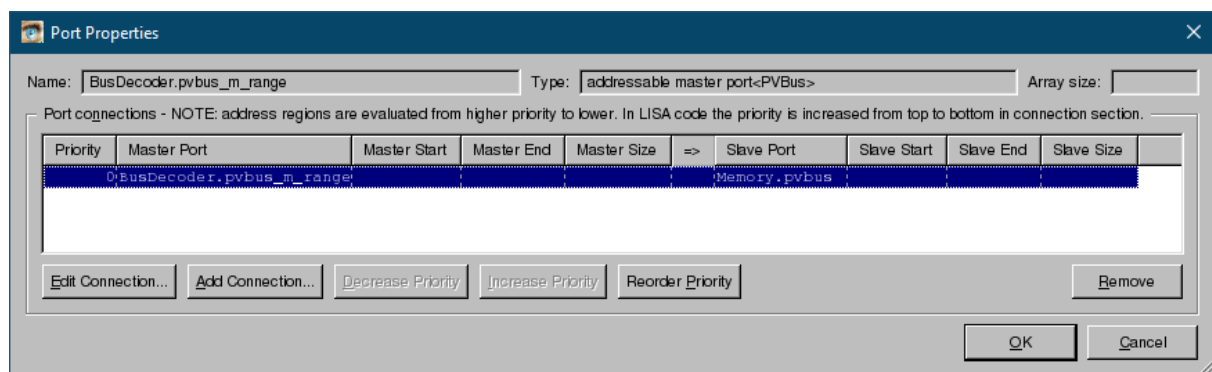 Port Properties
Name: BusDecoder.pvbus_m_range Type: addressable master port<PVBus> Array size:
Port connections - NOTE: address regions are evaluated from higher priority to lower. In LISA code the priority is increased from top to bottom in connection section.
Priority Master Port Master Start Master End Master Size => Slave Port Slave Start Slave End Slave Size
0 BusDecoder.pvbus_m_range Memory.pvbus
Edit Connection... Add Connection... Decrease Priority Increase Priority Reorder Priority Remove
OK Cancel